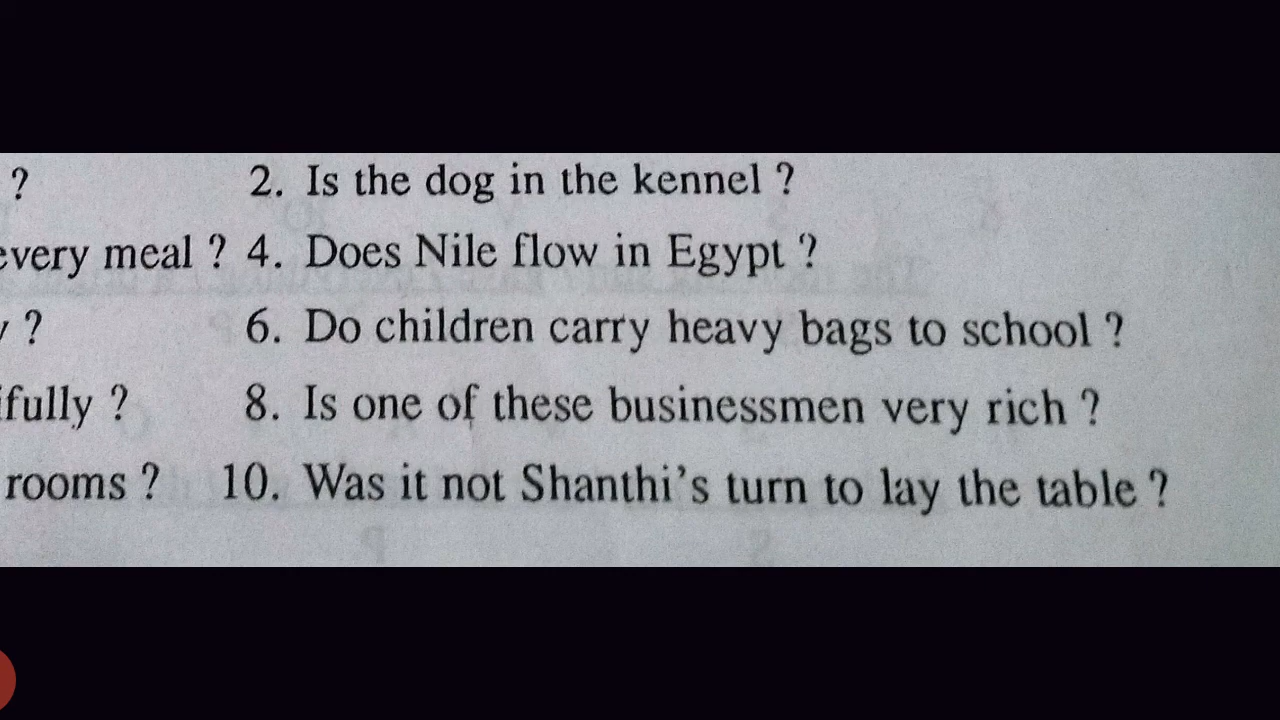 ? 2. Is the dog in the kennel ?
every meal ? 4. Does Nile flow in Egypt ?
? 6. Do children carry heavy bags to school ?
? 8. Is one of these businessmen very rich ?
rooms ? 10. Was it not Shanthi's turn to lay the table ?